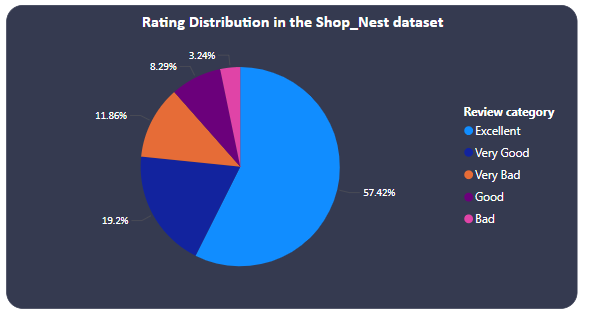 Rating Distribution in the Shop_Nest dataset
3.24%
8.29%
11.86%
19.2%
57.42%
Review category
Excellent
Very Good
Very Bad
Good
Bad